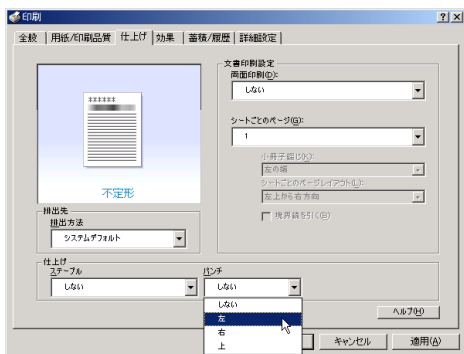 印刷
全般 用紙/印刷品質 仕上げ 効果 蓄積/履歴 詳細設定
******
不定形
排出先
排出方法
システムデフォルト
文書印刷設定
両面印刷(D):
しない
シートごとのページ(G):
1
小冊子綴じ(K):
左の端
シートごとのページレイアウト(L):
左上から右方向
境界線を引く(B)
仕上げ
ステープル
しない
パンチ
しない
しない
左
右
上
ヘルプ(H)
キャンセル
適用(A)